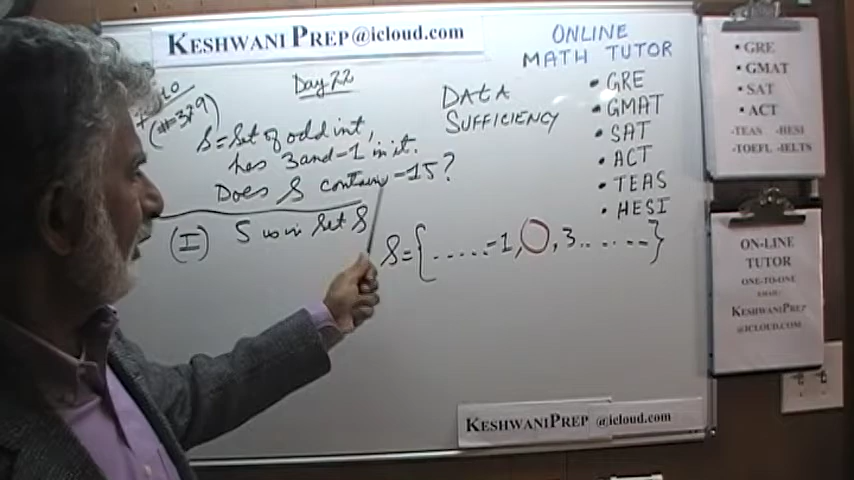 KESHWANI PREP@iCloud.com
Day 22
(#=379)
S=Set of odd int,
has 3 and -1 in it.
Does S contain -15?
(I) 5 is in Set S
S={.....-1, ,3........}
DATA
SUFFICIENCY
ONLINE
MATH TUTOR
• GRE
• GMAT
• SAT
• ACT
• TEAS
• HESI
• GRE
• GMAT
• SAT
• ACT
-TEAS -HESI
-TOEFL -IELTS
ON-LINE
TUTOR
ONE-TO-ONE
EMAIL:
KESHWANIPREP
@iCLOUD.COM
KESHWANIPREP @icloud.com